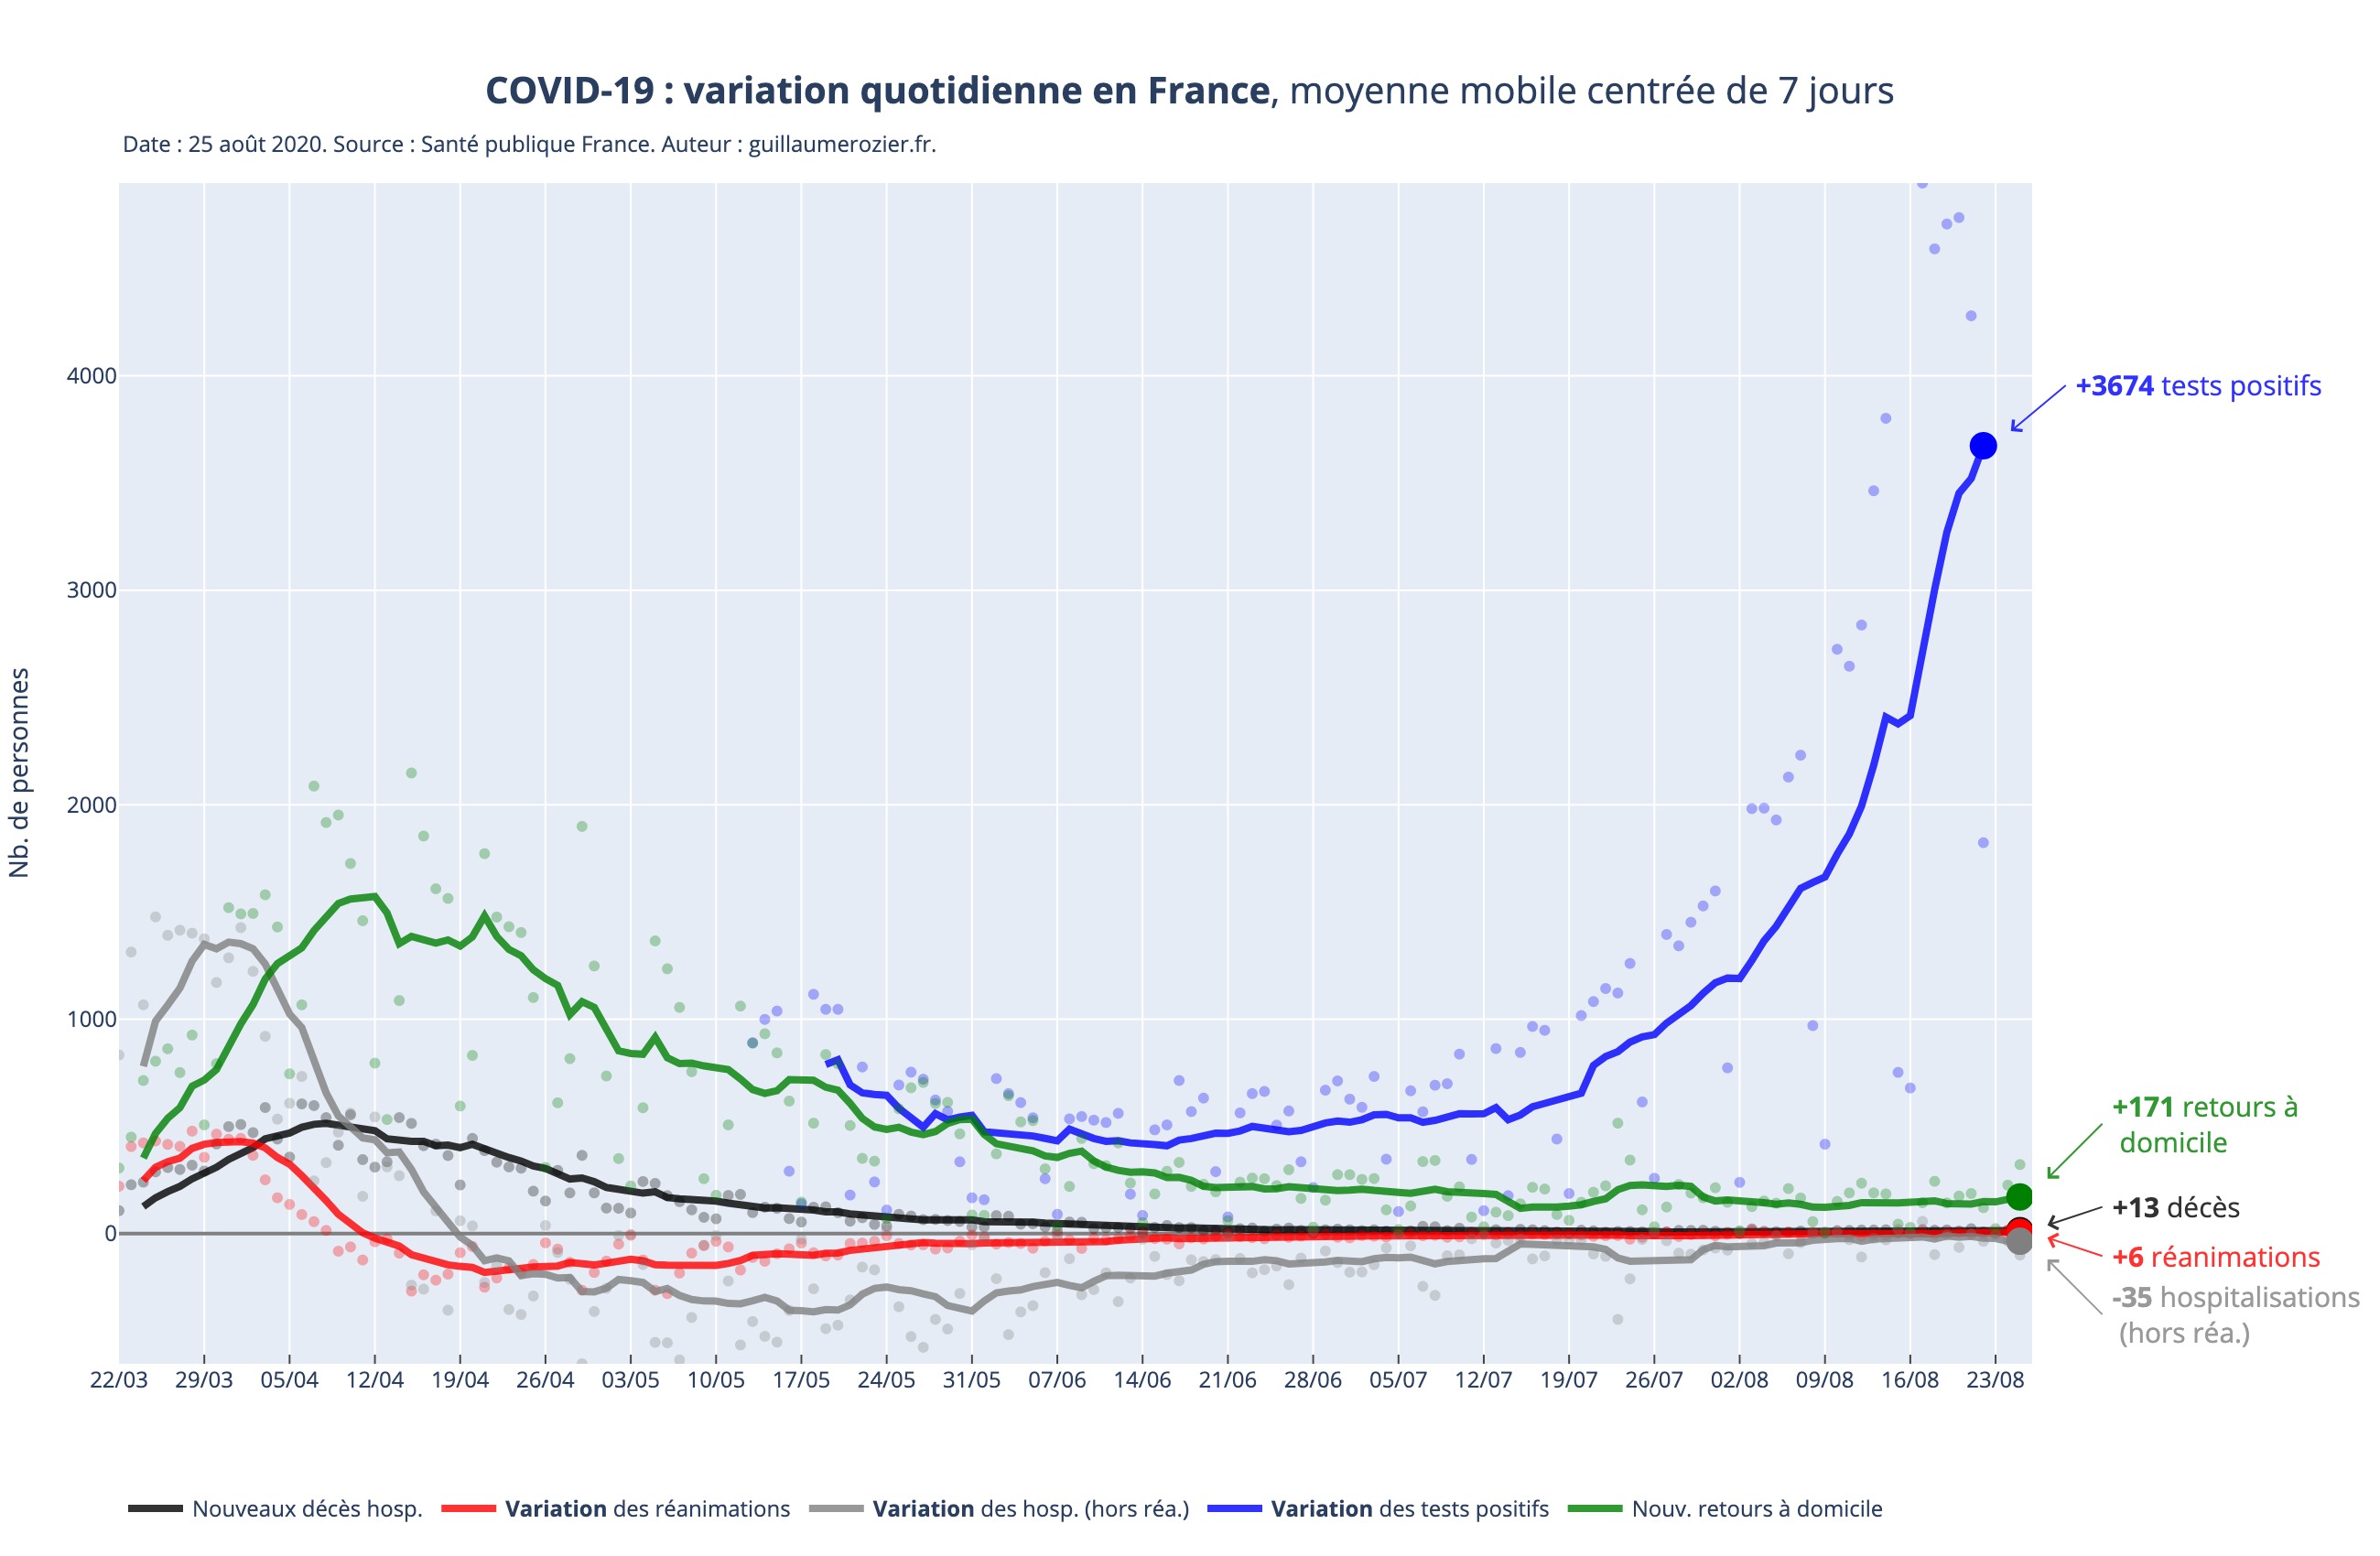 COVID-19 : variation quotidienne en France, moyenne mobile centrée de 7 jours
Date : 25 août 2020. Source : Santé publique France. Auteur : guillaumerozier.fr.
Nb. de personnes
4000
3000
2000
1000
0
22/03 29/03 05/04 12/04 19/04 26/04 03/05 10/05 17/05 24/05 31/05 07/06 14/06 21/06 28/06 05/07 12/07 19/07 26/07 02/08 09/08 16/08 23/08
+3674 tests positifs
+171 retours à
domicile
+13 décès
+6 réanimations
-35 hospitalisations
(hors réa.)
Nouveaux décès hosp. Variation des réanimations Variation des hosp. (hors réa.) Variation des tests positifs Nouv. retours à domicile